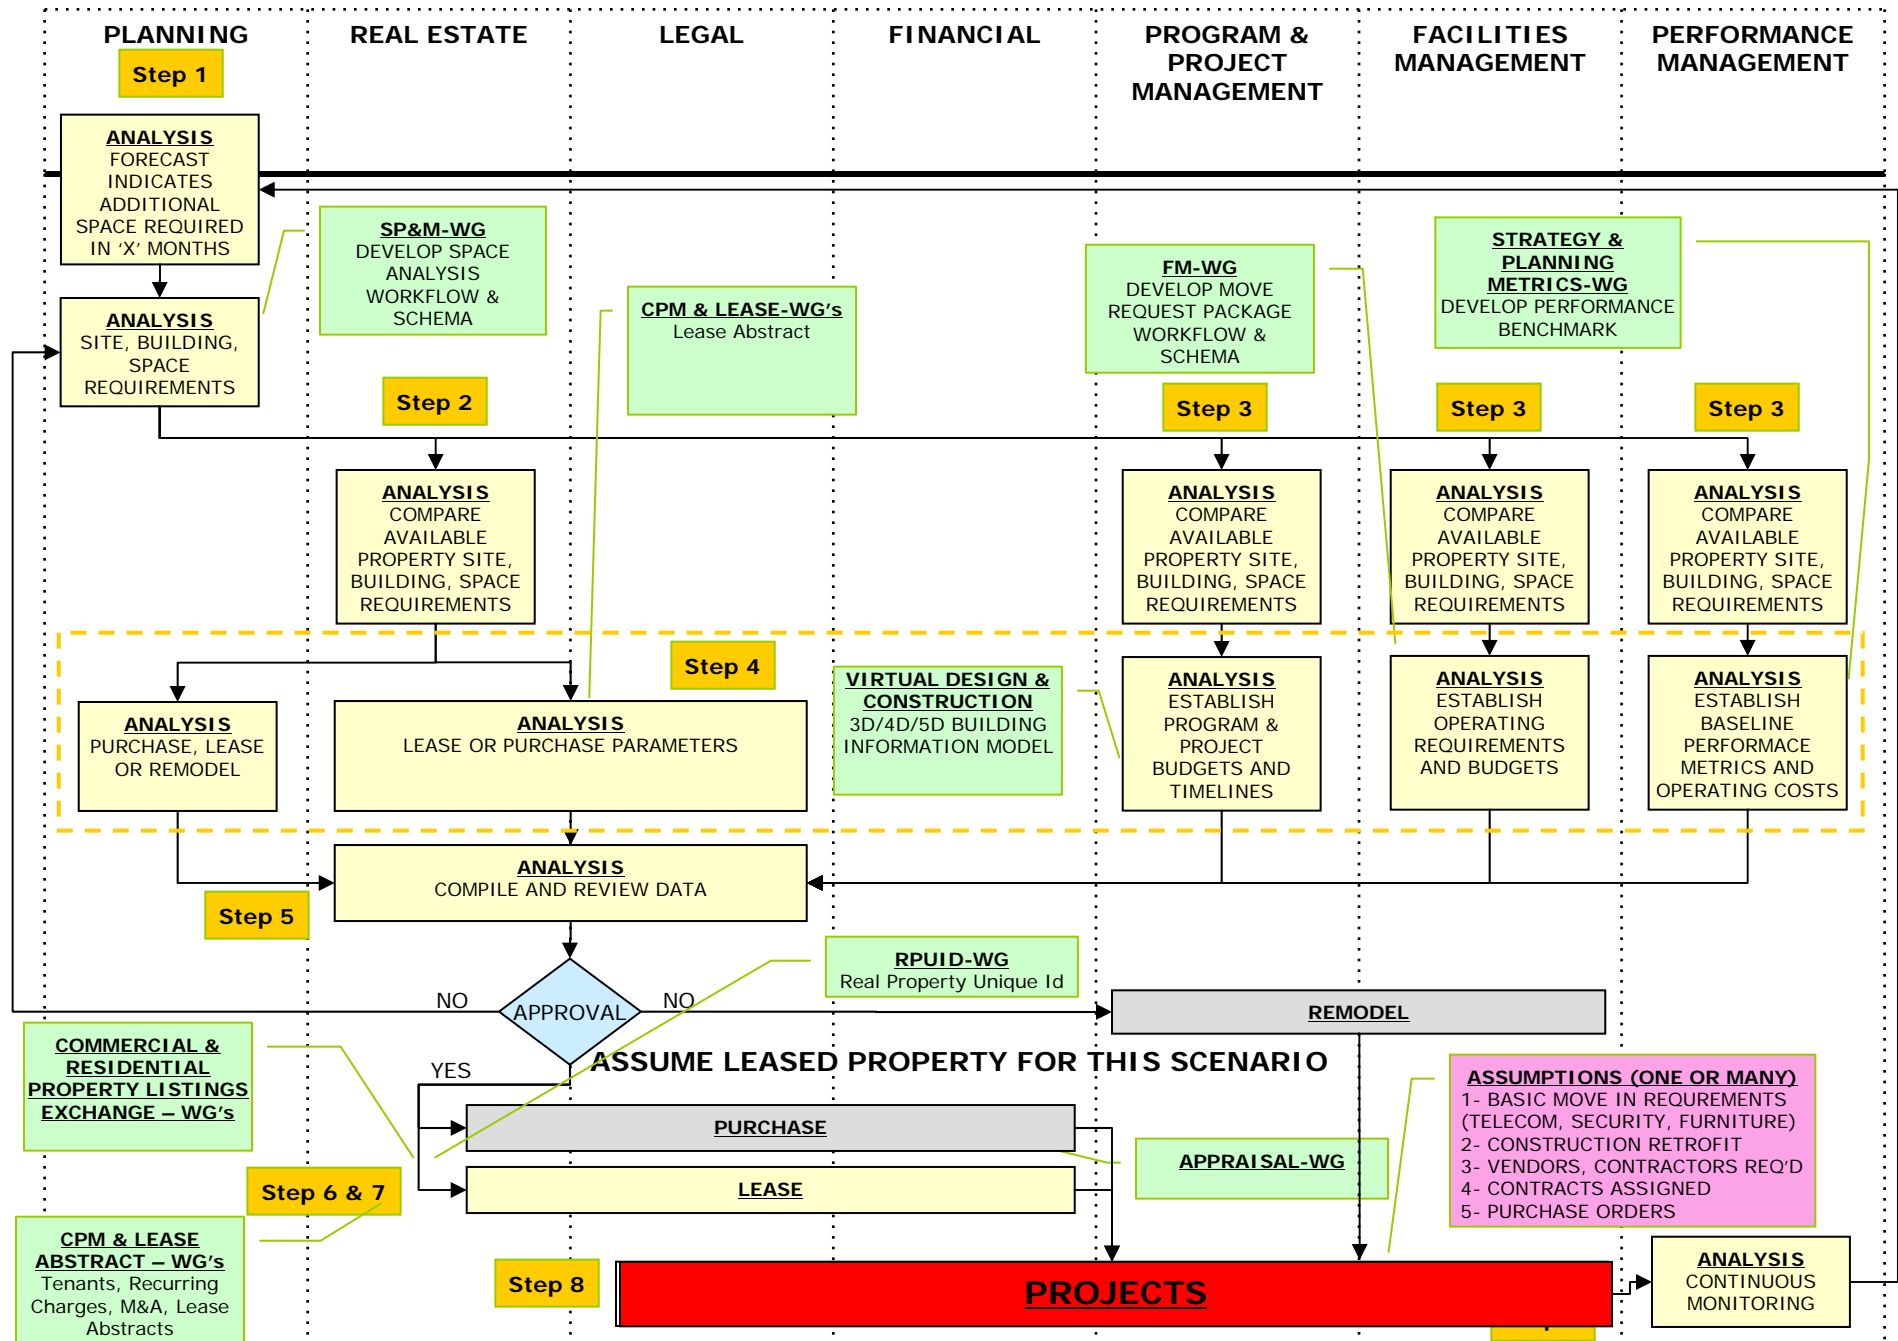 PLANNING
REAL ESTATE
LEGAL
FINANCIAL
PROGRAM &
PROJECT
MANAGEMENT
FACILITIES
MANAGEMENT
PERFORMANCE
MANAGEMENT
Step 1
ANALYSIS
FORECAST
INDICATES
ADDITIONAL
SPACE REQUIRED
IN ‘X’ MONTHS
SP&M-WG
DEVELOP SPACE
ANALYSIS
WORKFLOW &
SCHEMA
CPM & LEASE-WG's
Lease Abstract
FM-WG
DEVELOP MOVE
REQUEST PACKAGE
WORKFLOW &
SCHEMA
STRATEGY &
PLANNING
METRICS-WG
DEVELOP PERFORMANCE
BENCHMARK
ANALYSIS
SITE, BUILDING,
SPACE
REQUIREMENTS
Step 2
Step 3
Step 3
Step 3
ANALYSIS
COMPARE
AVAILABLE
PROPERTY SITE,
BUILDING, SPACE
REQUIREMENTS
ANALYSIS
COMPARE
AVAILABLE
PROPERTY SITE,
BUILDING, SPACE
REQUIREMENTS
ANALYSIS
COMPARE
AVAILABLE
PROPERTY SITE,
BUILDING, SPACE
REQUIREMENTS
ANALYSIS
COMPARE
AVAILABLE
PROPERTY SITE,
BUILDING, SPACE
REQUIREMENTS
Step 4
ANALYSIS
PURCHASE, LEASE
OR REMODEL
ANALYSIS
LEASE OR PURCHASE PARAMETERS
VIRTUAL DESIGN &
CONSTRUCTION
3D/4D/5D BUILDING
INFORMATION MODEL
ANALYSIS
ESTABLISH
PROGRAM &
PROJECT
BUDGETS AND
TIMELINES
ANALYSIS
ESTABLISH
OPERATING
REQUIREMENTS
AND BUDGETS
ANALYSIS
ESTABLISH
BASELINE
PERFORMACE
METRICS AND
OPERATING COSTS
ANALYSIS
COMPILE AND REVIEW DATA
Step 5
RPUID-WG
Real Property Unique Id
NO
APPROVAL
NO
REMODEL
COMMERCIAL &
RESIDENTIAL
PROPERTY LISTINGS
EXCHANGE – WG's
YES
ASSUME LEASED PROPERTY FOR THIS SCENARIO
ASSUMPTIONS (ONE OR MANY)
1- BASIC MOVE IN REQUREMENTS
(TELECOM, SECURITY, FURNITURE)
2- CONSTRUCTION RETROFIT
3- VENDORS, CONTRACTORS REQ'D
4- CONTRACTS ASSIGNED
5- PURCHASE ORDERS
PURCHASE
APPRAISAL-WG
Step 6 & 7
LEASE
CPM & LEASE
ABSTRACT – WG's
Tenants, Recurring
Charges, M&A, Lease
Abstracts
Step 8
PROJECTS
ANALYSIS
CONTINUOUS
MONITORING